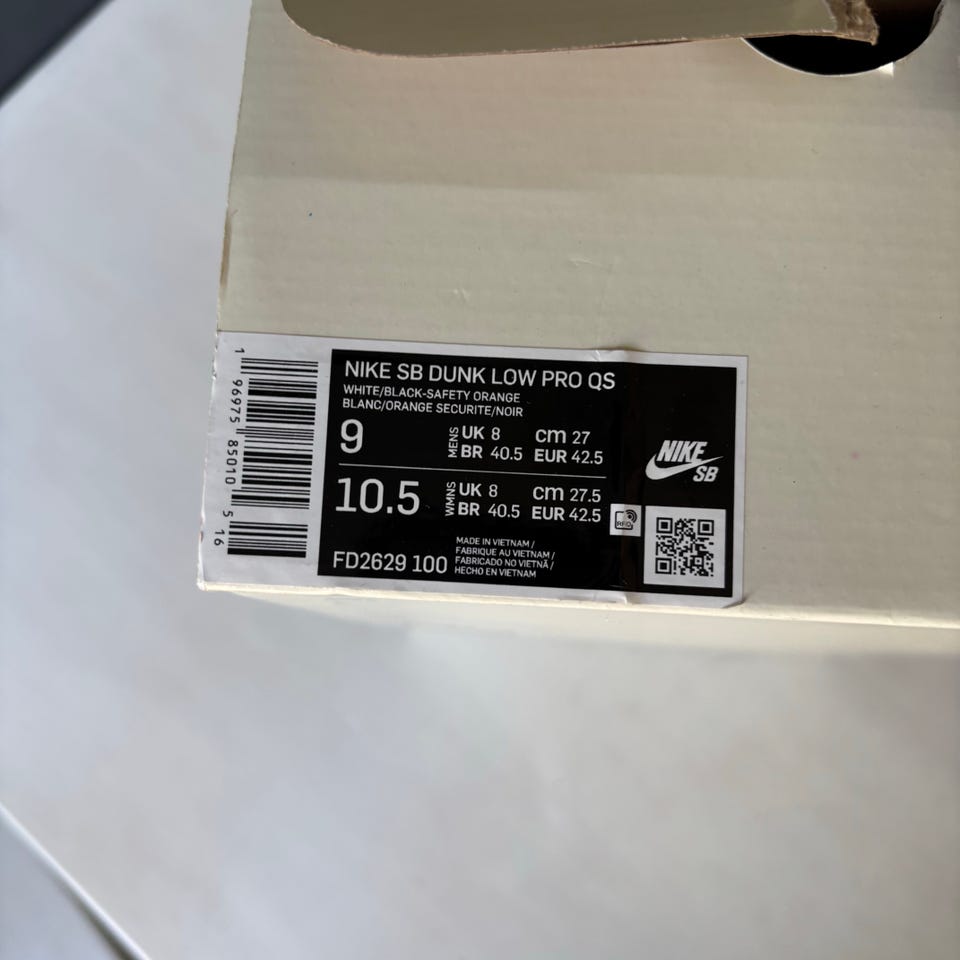 NIKE SB DUNK LOW PRO QS
WHITE/BLACK-SAFETY ORANGE
BLANC/ORANGE SECURITE/NOIR
9
MENS
UK 8 cm 27
BR 40.5 EUR 42.5
10.5
WMNS
UK 8 cm 27.5
BR 40.5 EUR 42.5
FD2629 100
MADE IN VIETNAM /
FABRIQUE AU VIETNAM /
FABRICADO NO VIETNÃ /
HECHO EN VIETNAM
NIKE
SB
RFID
1 96975 85010 5 16